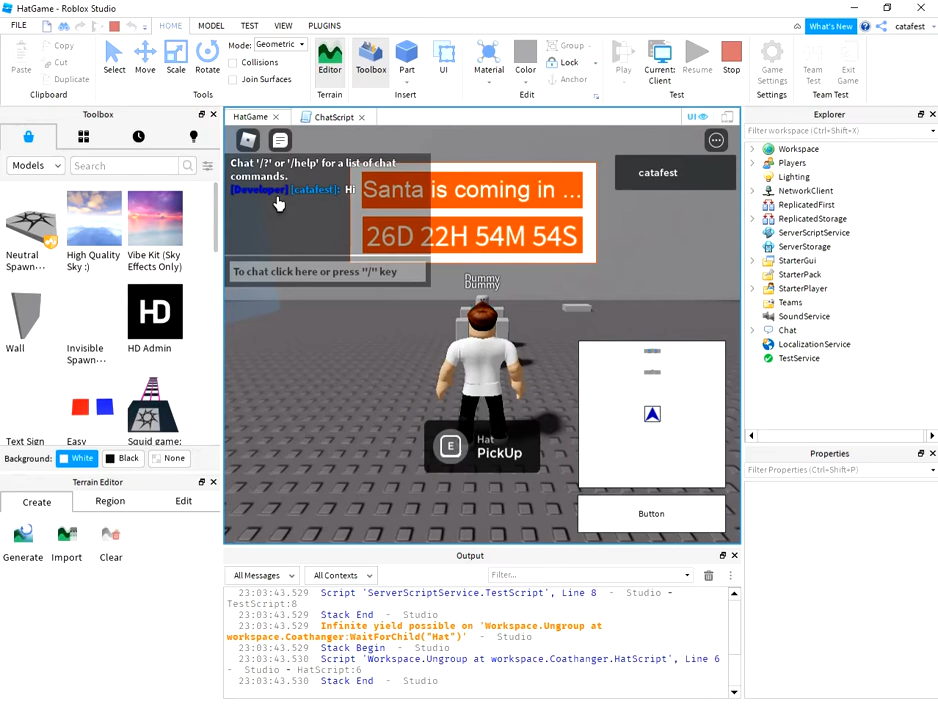 HatGame - Roblox Studio
FILE HOME MODEL TEST VIEW PLUGINS What's New catafest
Paste Copy Cut Duplicate
Clipboard
Select Move Scale Rotate
Mode: Geometric
Collisions
Join Surfaces
Tools
Editor
Terrain
Toolbox Part UI
Insert
Material Color Group Lock Anchor
Edit
Play Current: Client Resume Stop
Test
Game Settings
Settings
Team Test Exit Game
Team Test
Toolbox
Models Search
Neutral Spawn...
High Quality Sky :)
Vibe Kit (Sky Effects Only)
Wall
Invisible Spawn...
HD
HD Admin
Text Sign
Easy
Squid game:
Background: White Black None
Terrain Editor
Create Region Edit
Generate Import Clear
HatGame ChatScript UI
Chat '/?' or '/help' for a list of chat
commands.
[Developer] [catafest]: Hi
To chat click here or press "/" key
Santa is coming in ...
26D 22H 54M 54S
catafest
Dummy
Dummy
E
Hat
PickUp
Button
Output
All Messages All Contexts Filter...
23:03:43.529 Script 'ServerScriptService.TestScript', Line 8 - Studio -
TestScript:8
23:03:43.529 Stack End - Studio
23:03:43.529 Infinite yield possible on 'Workspace.Ungroup at
workspace.Coathanger:WaitForChild("Hat")' - Studio
23:03:43.529 Stack Begin - Studio
23:03:43.530 Script 'Workspace.Ungroup at workspace.Coathanger.HatScript', Line 6
- Studio - HatScript:6
23:03:43.530 Stack End - Studio
Explorer
Filter workspace (Ctrl+Shift+X)
Workspace
Players
Lighting
NetworkClient
ReplicatedFirst
ReplicatedStorage
ServerScriptService
ServerStorage
StarterGui
StarterPack
StarterPlayer
Teams
SoundService
Chat
LocalizationService
TestService
Properties
Filter Properties (Ctrl+Shift+P)